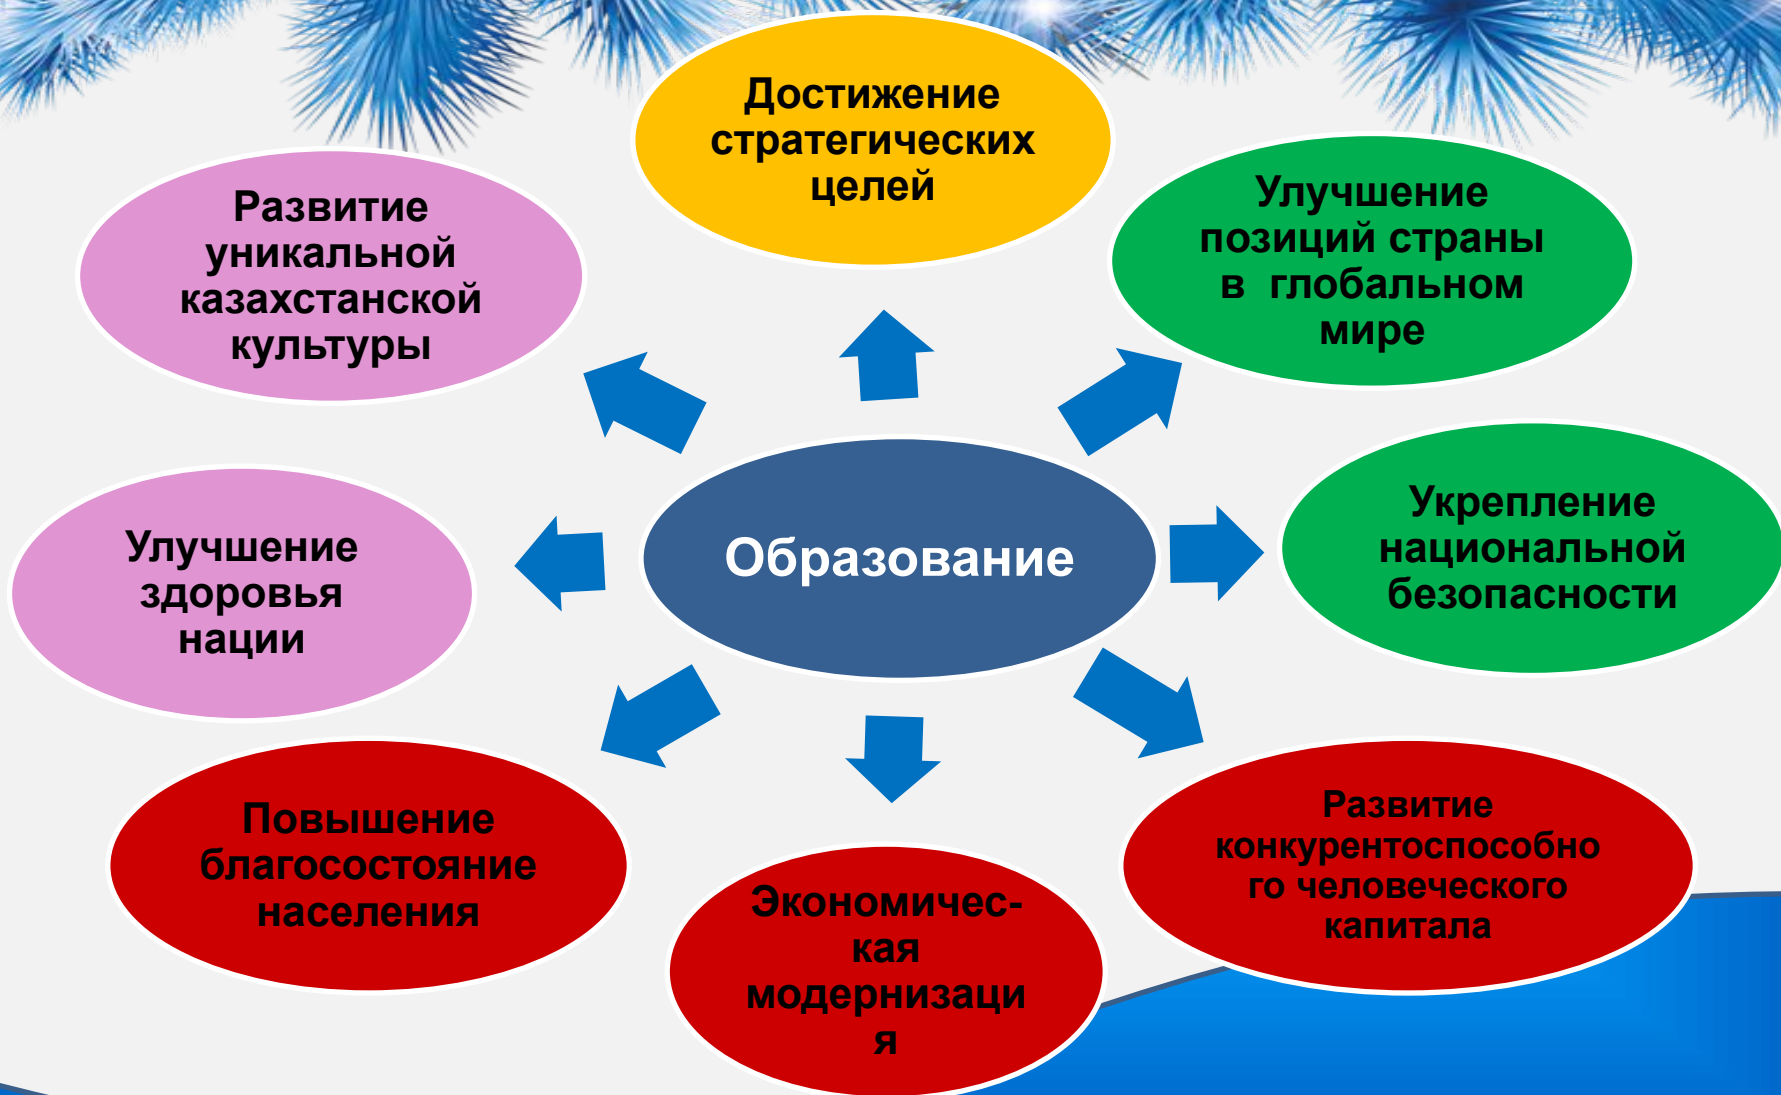 Достижение
стратегических
целей
Развитие
уникальной
казахстанской
культуры
Улучшение
позиций страны
в глобальном
мире
Образование
Улучшение
здоровья
нации
Укрепление
национальной
безопасности
Повышение
благосостояние
населения
Экономичес-
кая
модернизаци
я
Развитие
конкурентоспособно
го человеческого
капитала